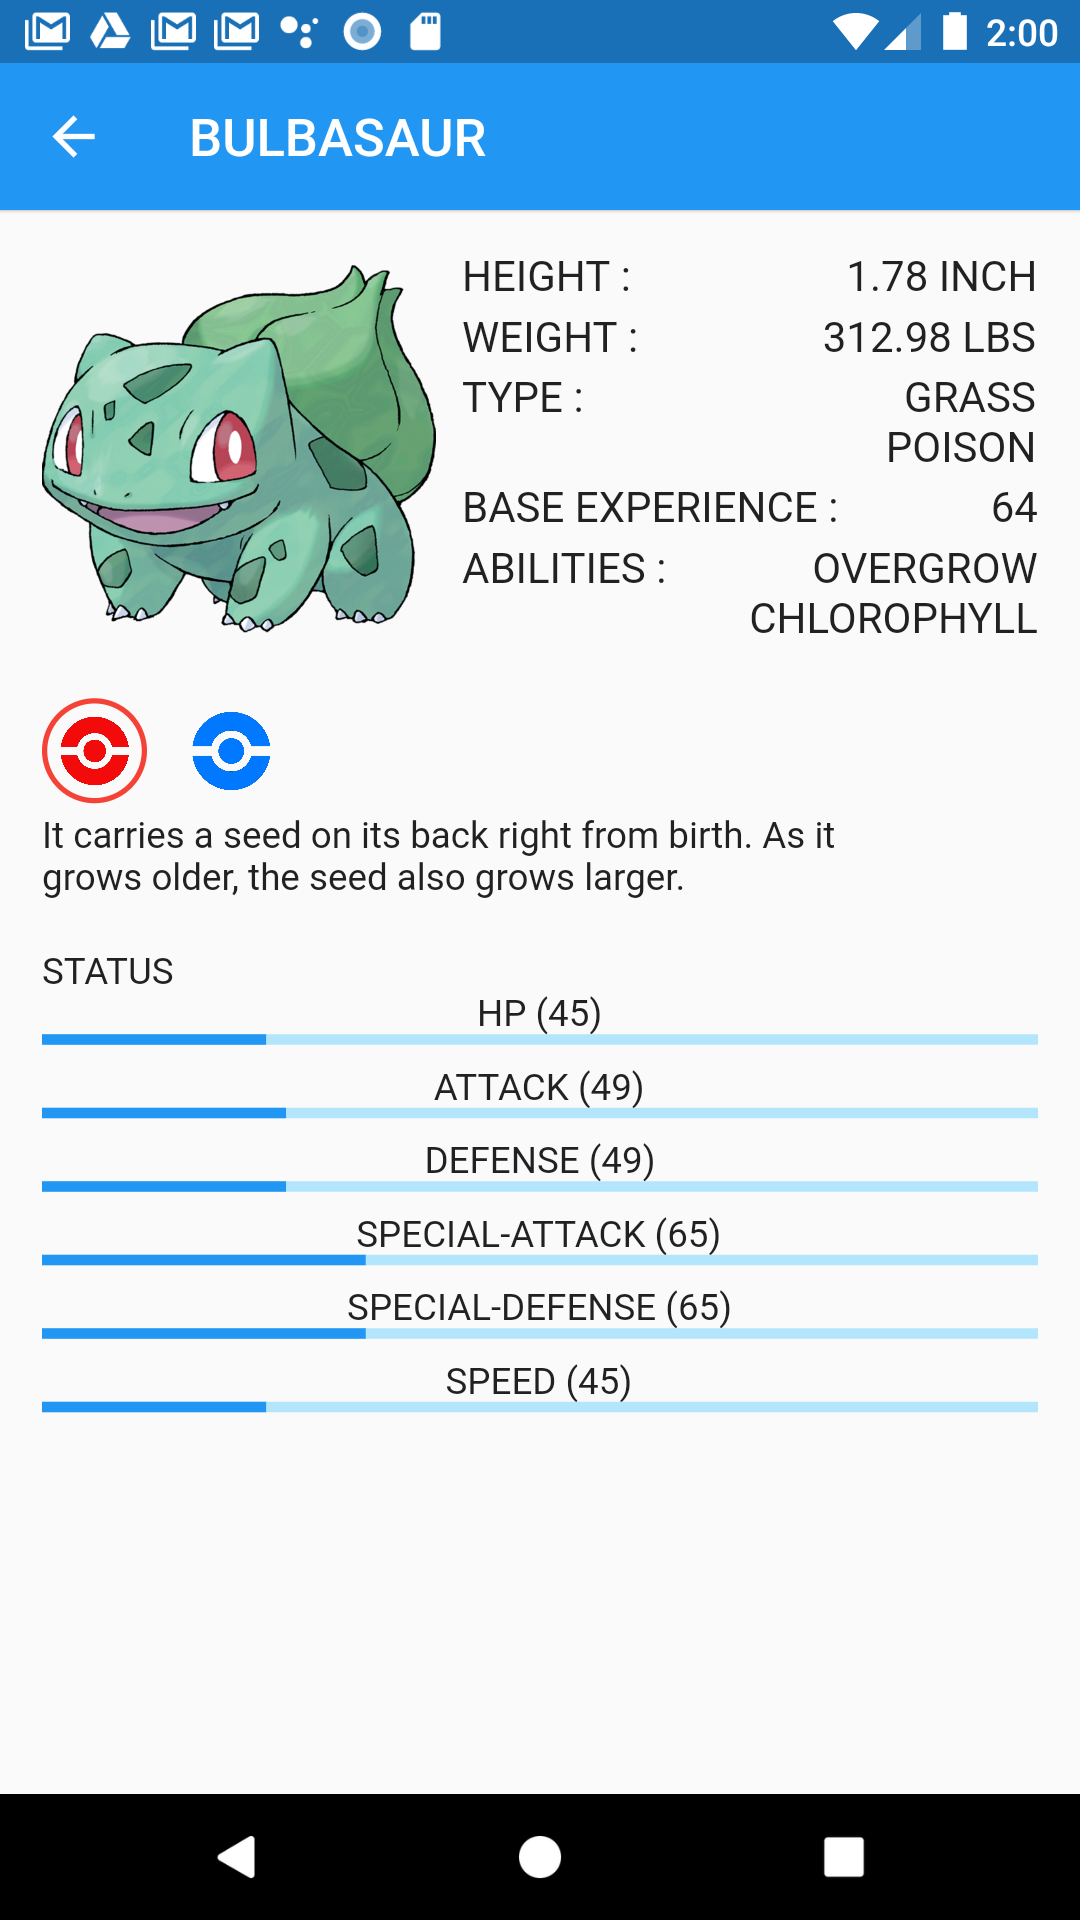 2:00
BULBASAUR
HEIGHT : 1.78 INCH
WEIGHT : 312.98 LBS
TYPE : GRASS
POISON
BASE EXPERIENCE : 64
ABILITIES : OVERGROW
CHLOROPHYLL
It carries a seed on its back right from birth. As it
grows older, the seed also grows larger.
STATUS
HP (45)
ATTACK (49)
DEFENSE (49)
SPECIAL-ATTACK (65)
SPECIAL-DEFENSE (65)
SPEED (45)